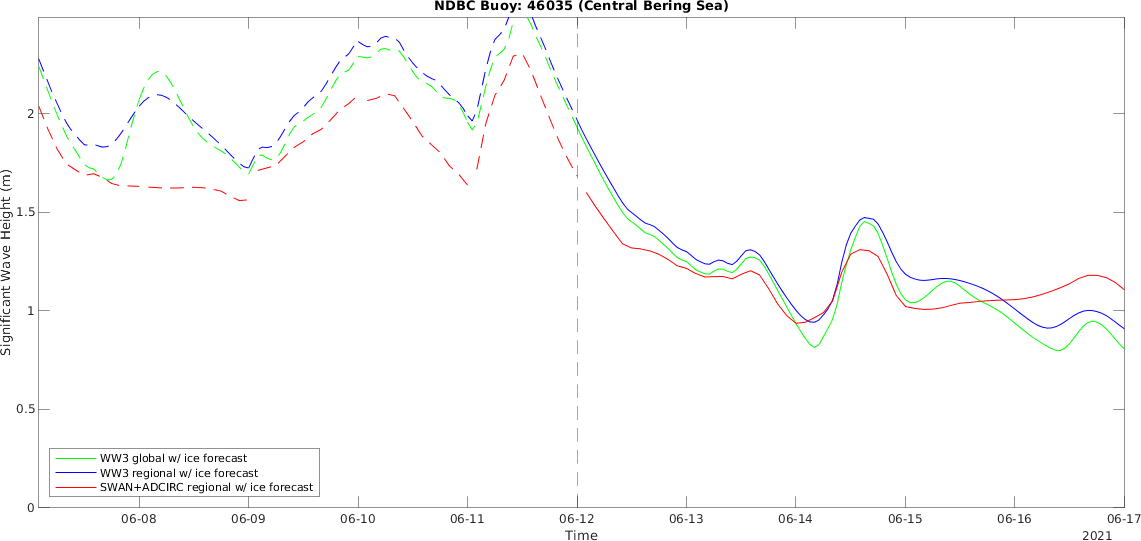 NDBC Buoy: 46035 (Central Bering Sea)
Significant Wave Height (m)
2
1.5
1
0.5
0
WW3 global w/ ice forecast
WW3 regional w/ ice forecast
SWAN+ADCIRC regional w/ ice forecast
06-08 06-09 06-10 06-11 06-12 06-13 06-14 06-15 06-16 06-17
Time
2021